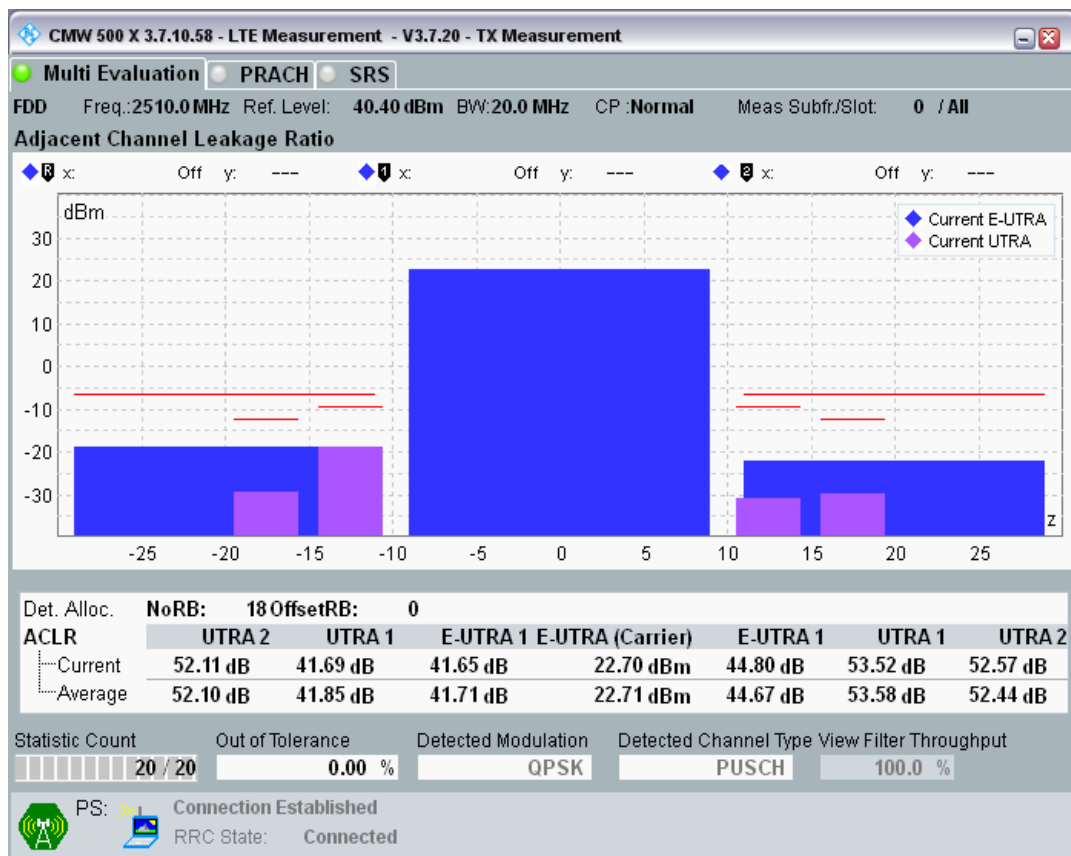 CMW 500 X 3.7.10.58 - LTE Measurement - V3.7.20 - TX Measurement
Multi Evaluation PRACH SRS
FDD Freq.:2510.0 MHz Ref. Level: 40.40 dBm BW:20.0 MHz CP :Normal Meas Subfr./Slot: 0 / All
Adjacent Channel Leakage Ratio
R x: Off y: --- 1 x: Off y: --- 2 x: Off y: ---
dBm
Current E-UTRA
Current UTRA
30
20
10
0
-10
-20
-30
z
-25 -20 -15 -10 -5 0 5 10 15 20 25
Det. Alloc. NoRB: 18 OffsetRB: 0
ACLR UTRA 2 UTRA 1 E-UTRA 1 E-UTRA (Carrier) E-UTRA 1 UTRA 1 UTRA 2
Current 52.11 dB 41.69 dB 41.65 dB 22.70 dBm 44.80 dB 53.52 dB 52.57 dB
Average 52.10 dB 41.85 dB 41.71 dB 22.71 dBm 44.67 dB 53.58 dB 52.44 dB
Statistic Count Out of Tolerance Detected Modulation Detected Channel Type View Filter Throughput
20 / 20 0.00 % QPSK PUSCH 100.0 %
PS: Connection Established
RRC State: Connected